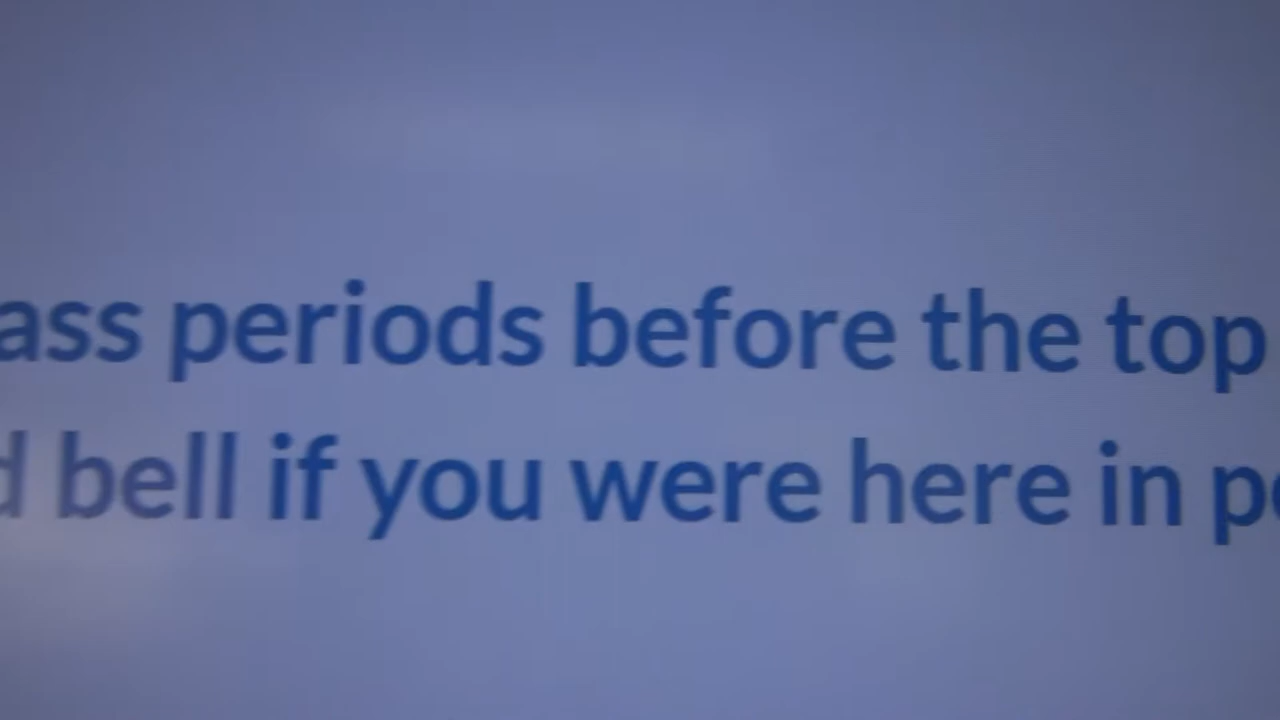 ass periods before the top
d bell if you were here in p